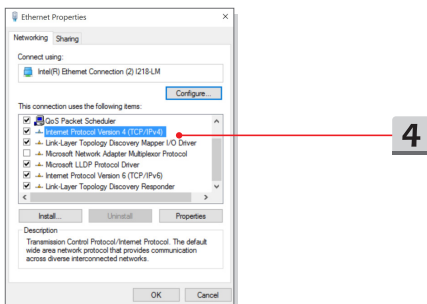 Ethernet Properties
Networking Sharing
Connect using:
Intel(R) Ethernet Connection (2) I218-LM
Configure...
This connection uses the following items:
QoS Packet Scheduler
Internet Protocol Version 4 (TCP/IPv4)
Link-Layer Topology Discovery Mapper I/O Driver
Microsoft Network Adapter Multiplexor Protocol
Microsoft LLDP Protocol Driver
Internet Protocol Version 6 (TCP/IPv6)
Link-Layer Topology Discovery Responder
Install... Uninstall Properties
Description
Transmission Control Protocol/Internet Protocol. The default
wide area network protocol that provides communication
across diverse interconnected networks.
OK Cancel
4